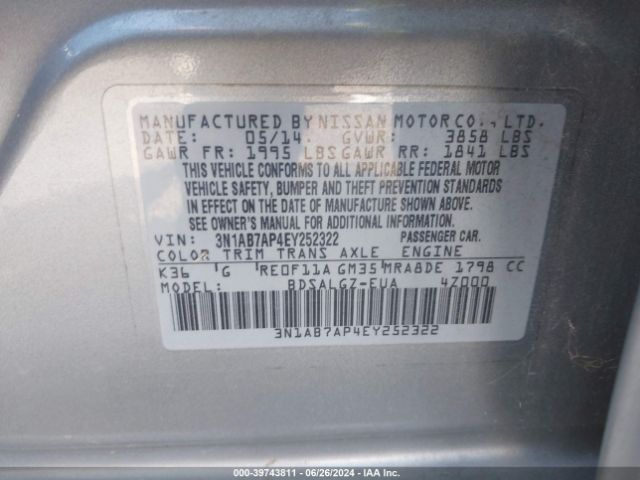 MANUFACTURED BY NISSAN MOTOR CO., LTD.
DATE: 05/14. GVWR: 3858 LBS
GAWR FR: 1995 LBS GAWR RR: 1841 LBS
THIS VEHICLE CONFORMS TO ALL APPLICABLE FEDERAL MOTOR
VEHICLE SAFETY, BUMPER AND THEFT PREVENTION STANDARDS
IN EFFECT ON THE DATE OF MANUFACTURE SHOWN ABOVE.
SEE OWNER'S MANUAL FOR ADDITIONAL INFORMATION.
VIN: 3N1AB7AP4EY252322 PASSENGER CAR.
COLOR TRIM TRANS AXLE ENGINE
K36 G RE0F11A GM35 MRA8DE 1798 CC
MODEL: BDSALGZ-EUA 4Z000
3N1AB7AP4EY252322
000-39743811 - 06/26/2024 - IAA Inc.